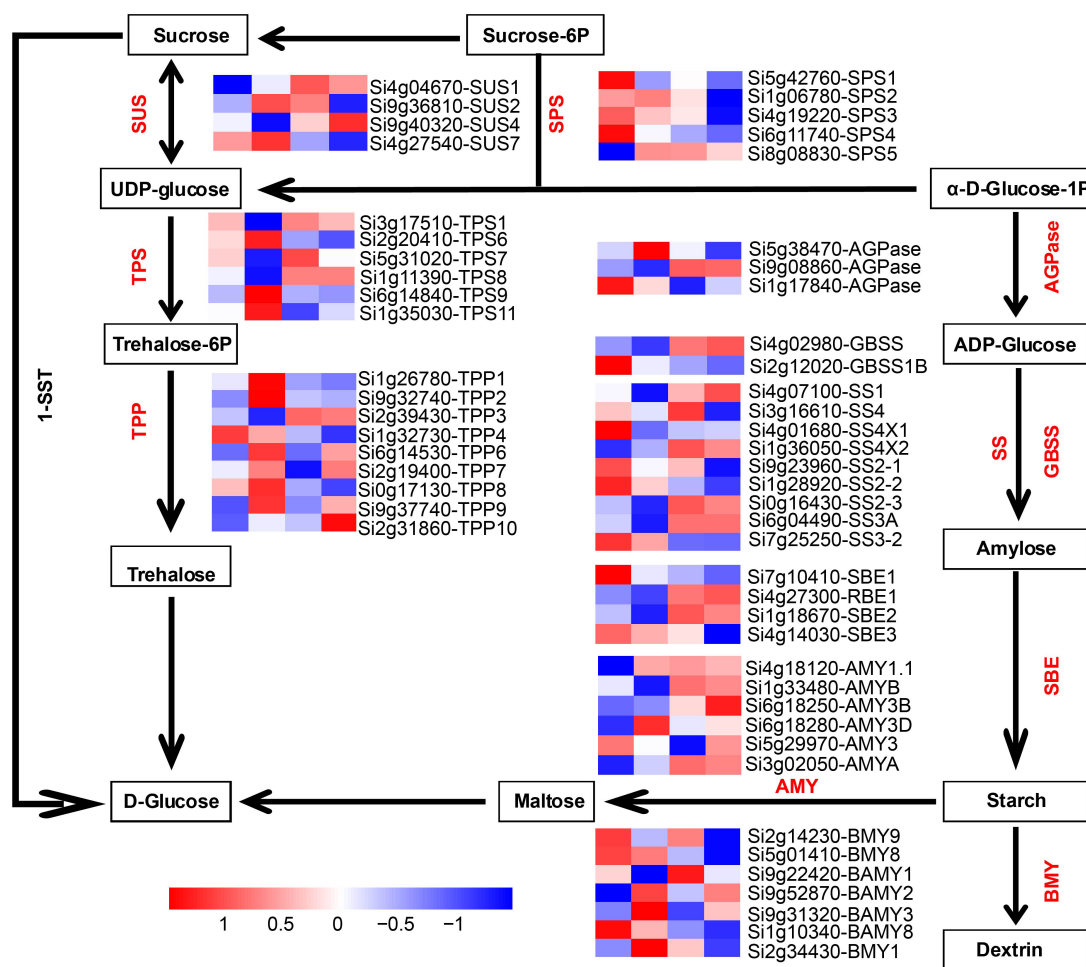 Sucrose
Sucrose-6P
SUS
Si4g04670-SUS1
Si9g36810-SUS2
Si9g40320-SUS4
Si4g27540-SUS7
SPS
Si5g42760-SPS1
Si1g06780-SPS2
Si4g19220-SPS3
Si6g11740-SPS4
Si8g08830-SPS5
UDP-glucose
α-D-Glucose-1P
TPS
Si3g17510-TPS1
Si2g20410-TPS6
Si5g31020-TPS7
Si1g11390-TPS8
Si6g14840-TPS9
Si1g35030-TPS11
Si5g38470-AGPase
Si9g08860-AGPase
Si1g17840-AGPase
AGPase
Trehalose-6P
ADP-Glucose
1-SST
TPP
Si1g26780-TPP1
Si9g32740-TPP2
Si2g39430-TPP3
Si1g32730-TPP4
Si6g14530-TPP6
Si2g19400-TPP7
Si0g17130-TPP8
Si9g37740-TPP9
Si2g31860-TPP10
Si4g02980-GBSS
Si2g12020-GBSS1B
Si4g07100-SS1
Si3g16610-SS4
Si4g01680-SS4X1
Si1g36050-SS4X2
Si9g23960-SS2-1
Si1g28920-SS2-2
Si0g16430-SS2-3
Si6g04490-SS3A
Si7g25250-SS3-2
SS
GBSS
Trehalose
Amylose
Si7g10410-SBE1
Si4g27300-RBE1
Si1g18670-SBE2
Si4g14030-SBE3
SBE
Si4g18120-AMY1.1
Si1g33480-AMYB
Si6g18250-AMY3B
Si6g18280-AMY3D
Si5g29970-AMY3
Si3g02050-AMYA
AMY
D-Glucose
Maltose
Starch
Si2g14230-BMY9
Si5g01410-BMY8
Si9g22420-BAMY1
Si9g52870-BAMY2
Si9g31320-BAMY3
Si1g10340-BAMY8
Si2g34430-BMY1
BMY
Dextrin
1 0.5 0 −0.5 −1